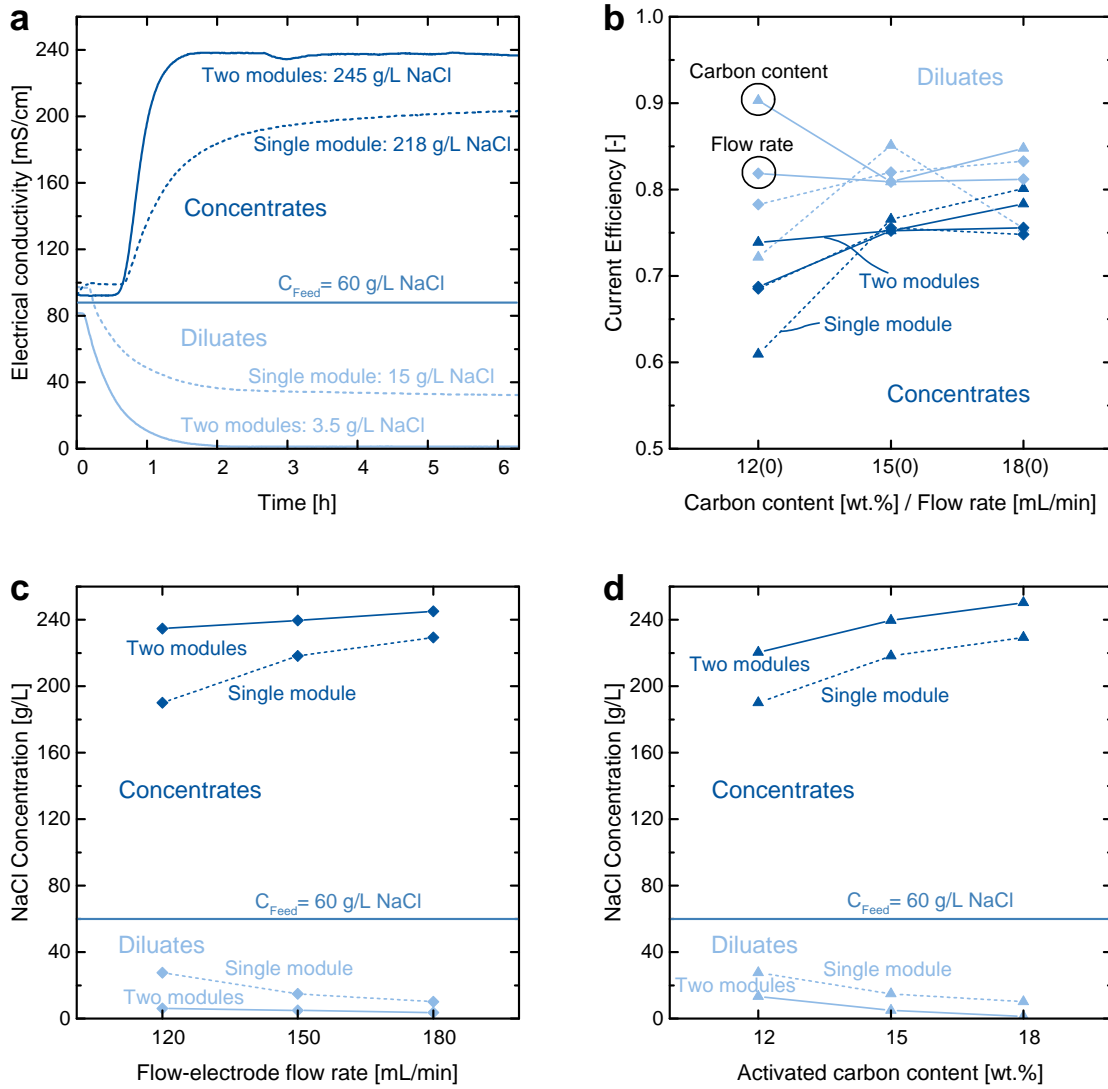 a
Electrical conductivity [mS/cm]
240
200
160
120
80
40
0
Two modules: 245 g/L NaCl
Single module: 218 g/L NaCl
Concentrates
CFeed= 60 g/L NaCl
Diluates
Single module: 15 g/L NaCl
Two modules: 3.5 g/L NaCl
0 1 2 3 4 5 6
Time [h]
b
Current Efficiency [-]
1.0
0.9
0.8
0.7
0.6
0.5
Carbon content
Diluates
Flow rate
Two modules
Single module
Concentrates
12(0) 15(0) 18(0)
Carbon content [wt.%] / Flow rate [mL/min]
c
NaCl Concentration [g/L]
240
200
160
120
80
40
0
Two modules
Single module
Concentrates
CFeed= 60 g/L NaCl
Diluates
Single module
Two modules
120 150 180
Flow-electrode flow rate [mL/min]
d
NaCl Concentration [g/L]
240
200
160
120
80
40
0
Two modules
Single module
Concentrates
CFeed= 60 g/L NaCl
Diluates
Single module
Two modules
12 15 18
Activated carbon content [wt.%]